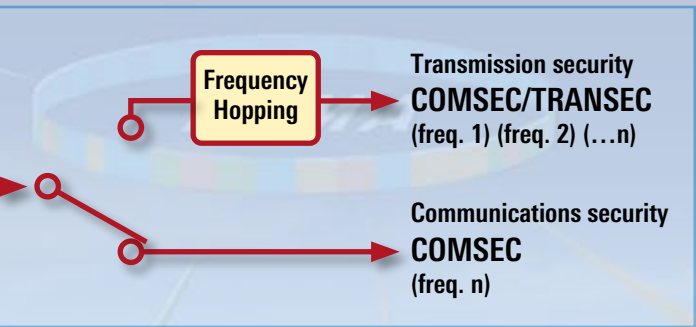 Frequency
Hopping
Transmission security
COMSEC/TRANSEC
(freq. 1) (freq. 2) (…n)
Communications security
COMSEC
(freq. n)